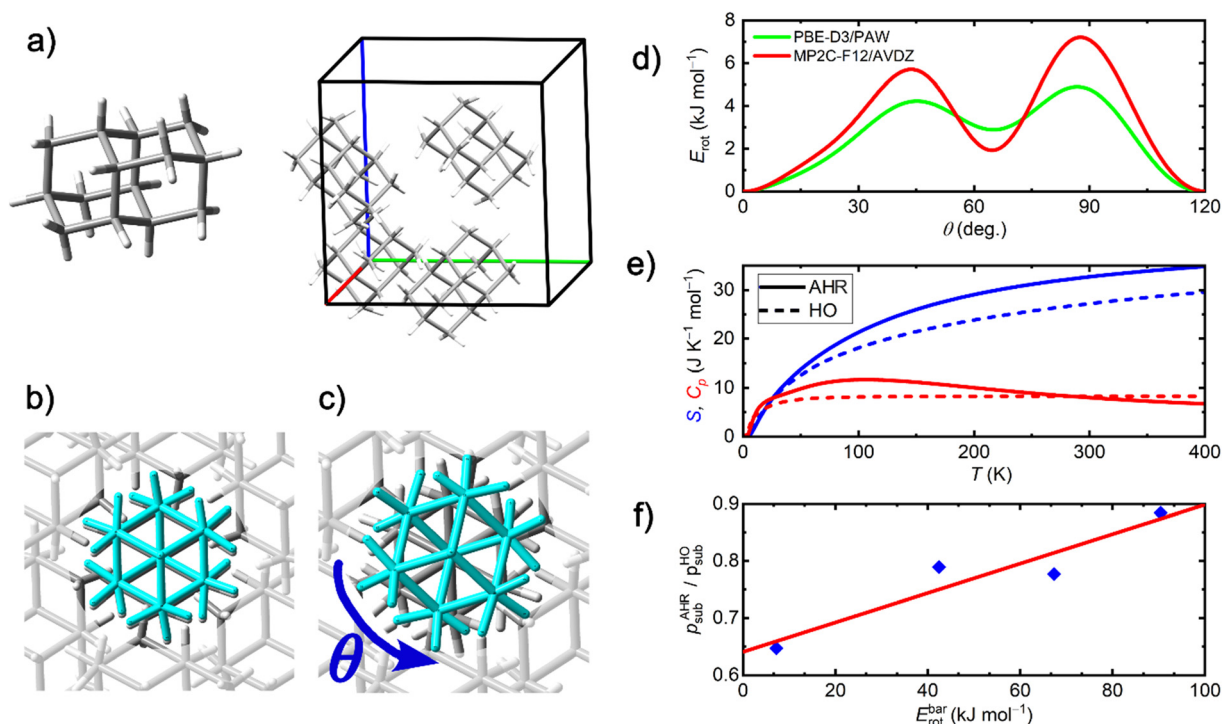 a)
b)
c)
θ
d)
PBE-D3/PAW
MP2C-F12/AVDZ
E_rot (kJ mol⁻¹)
8
6
4
2
0
0 30 60 90 120
θ (deg.)
e)
AHR
HO
S, C_p (J K⁻¹ mol⁻¹)
30
20
10
0
0 100 200 300 400
T (K)
f)
p_sub^AHR / p_sub^HO
0.9
0.8
0.7
0.6
0 20 40 60 80 100
E_rot^bar (kJ mol⁻¹)